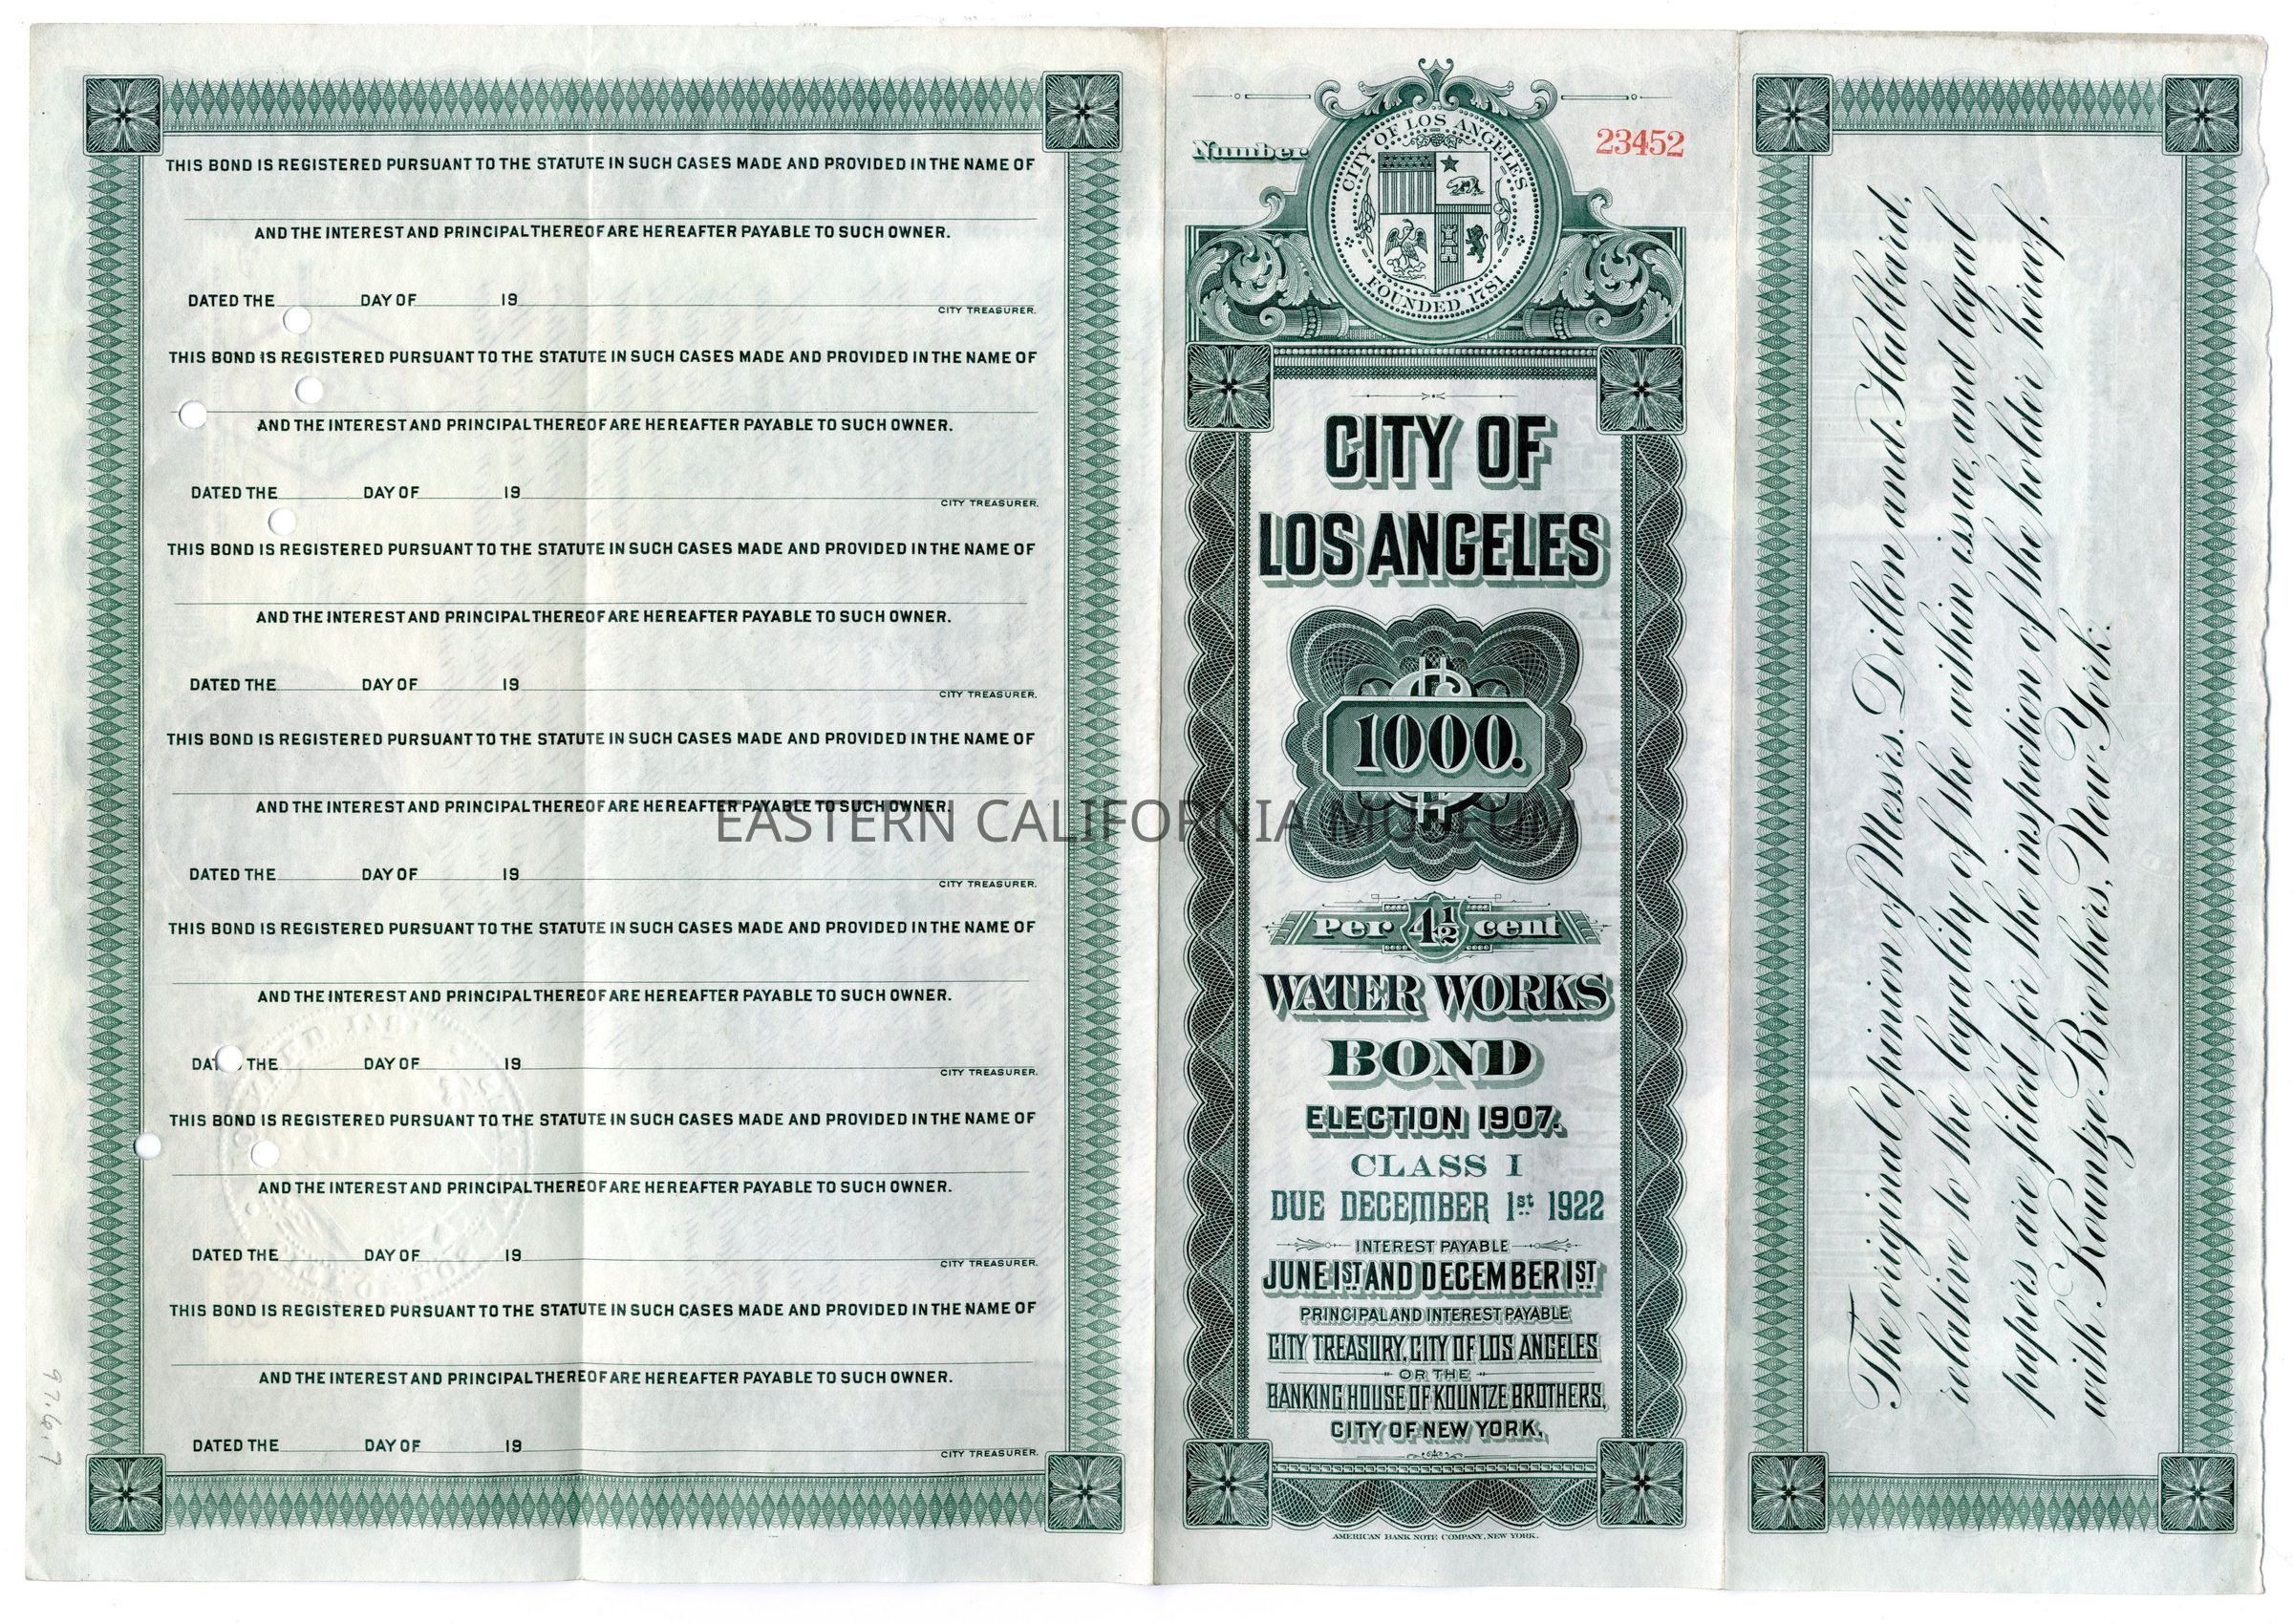 THIS BOND IS REGISTERED PURSUANT TO THE STATUTE IN SUCH CASES MADE AND PROVIDED IN THE NAME OF
AND THE INTEREST AND PRINCIPAL THEREOF ARE HEREAFTER PAYABLE TO SUCH OWNER.
DATED THE DAY OF 19
CITY TREASURER.
THIS BOND IS REGISTERED PURSUANT TO THE STATUTE IN SUCH CASES MADE AND PROVIDED IN THE NAME OF
AND THE INTEREST AND PRINCIPAL THEREOF ARE HEREAFTER PAYABLE TO SUCH OWNER.
DATED THE DAY OF 19
CITY TREASURER.
THIS BOND IS REGISTERED PURSUANT TO THE STATUTE IN SUCH CASES MADE AND PROVIDED IN THE NAME OF
AND THE INTEREST AND PRINCIPAL THEREOF ARE HEREAFTER PAYABLE TO SUCH OWNER.
DATED THE DAY OF 19
CITY TREASURER.
THIS BOND IS REGISTERED PURSUANT TO THE STATUTE IN SUCH CASES MADE AND PROVIDED IN THE NAME OF
AND THE INTEREST AND PRINCIPAL THEREOF ARE HEREAFTER PAYABLE TO SUCH OWNER.
DATED THE DAY OF 19
CITY TREASURER.
THIS BOND IS REGISTERED PURSUANT TO THE STATUTE IN SUCH CASES MADE AND PROVIDED IN THE NAME OF
AND THE INTEREST AND PRINCIPAL THEREOF ARE HEREAFTER PAYABLE TO SUCH OWNER.
DAT THE DAY OF 19
CITY TREASURER.
THIS BOND IS REGISTERED PURSUANT TO THE STATUTE IN SUCH CASES MADE AND PROVIDED IN THE NAME OF
AND THE INTEREST AND PRINCIPAL THEREOF ARE HEREAFTER PAYABLE TO SUCH OWNER.
DATED THE DAY OF 19
CITY TREASURER.
THIS BOND IS REGISTERED PURSUANT TO THE STATUTE IN SUCH CASES MADE AND PROVIDED IN THE NAME OF
AND THE INTEREST AND PRINCIPAL THEREOF ARE HEREAFTER PAYABLE TO SUCH OWNER.
DATED THE DAY OF 19
CITY TREASURER.
97.6.7
Number 23452
CITY OF LOS ANGELES
FOUNDED 1781
CITY OF
LOS ANGELES
$1000.
Per 4½ cent
WATER WORKS
BOND
ELECTION 1907.
CLASS I
DUE DECEMBER 1st 1922
INTEREST PAYABLE
JUNE 1ST AND DECEMBER 1ST
PRINCIPAL AND INTEREST PAYABLE
CITY TREASURY, CITY OF LOS ANGELES
OR THE
BANKING HOUSE OF KOUNTZE BROTHERS,
CITY OF NEW YORK.
AMERICAN BANK NOTE COMPANY, NEW YORK.
The original opinion of Messrs. Dillon and Hubbard,
relative to the legality of the within issue, and legal
papers are filed for the inspection of the holder hereof,
with Kountze Brothers, New York.
EASTERN CALIFORNIA MUSEUM